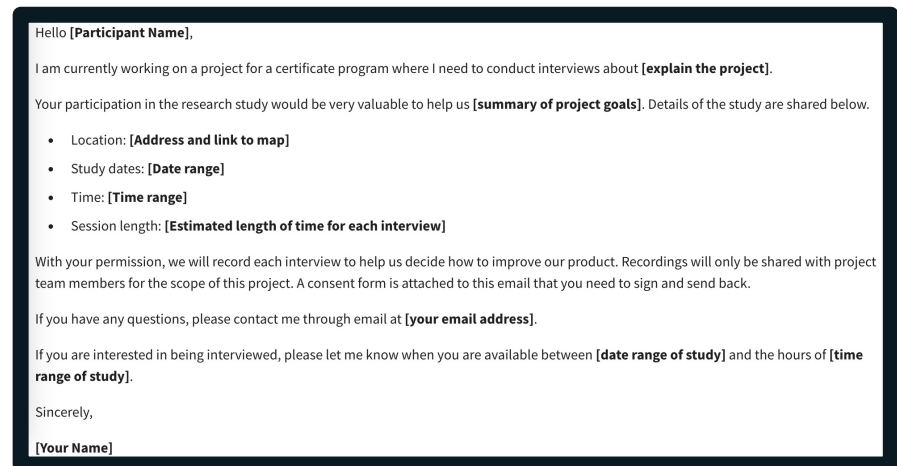 Hello [Participant Name],
I am currently working on a project for a certificate program where I need to conduct interviews about [explain the project].
Your participation in the research study would be very valuable to help us [summary of project goals]. Details of the study are shared below.
• Location: [Address and link to map]
• Study dates: [Date range]
• Time: [Time range]
• Session length: [Estimated length of time for each interview]
With your permission, we will record each interview to help us decide how to improve our product. Recordings will only be shared with project
team members for the scope of this project. A consent form is attached to this email that you need to sign and send back.
If you have any questions, please contact me through email at [your email address].
If you are interested in being interviewed, please let me know when you are available between [date range of study] and the hours of [time
range of study].
Sincerely,
[Your Name]